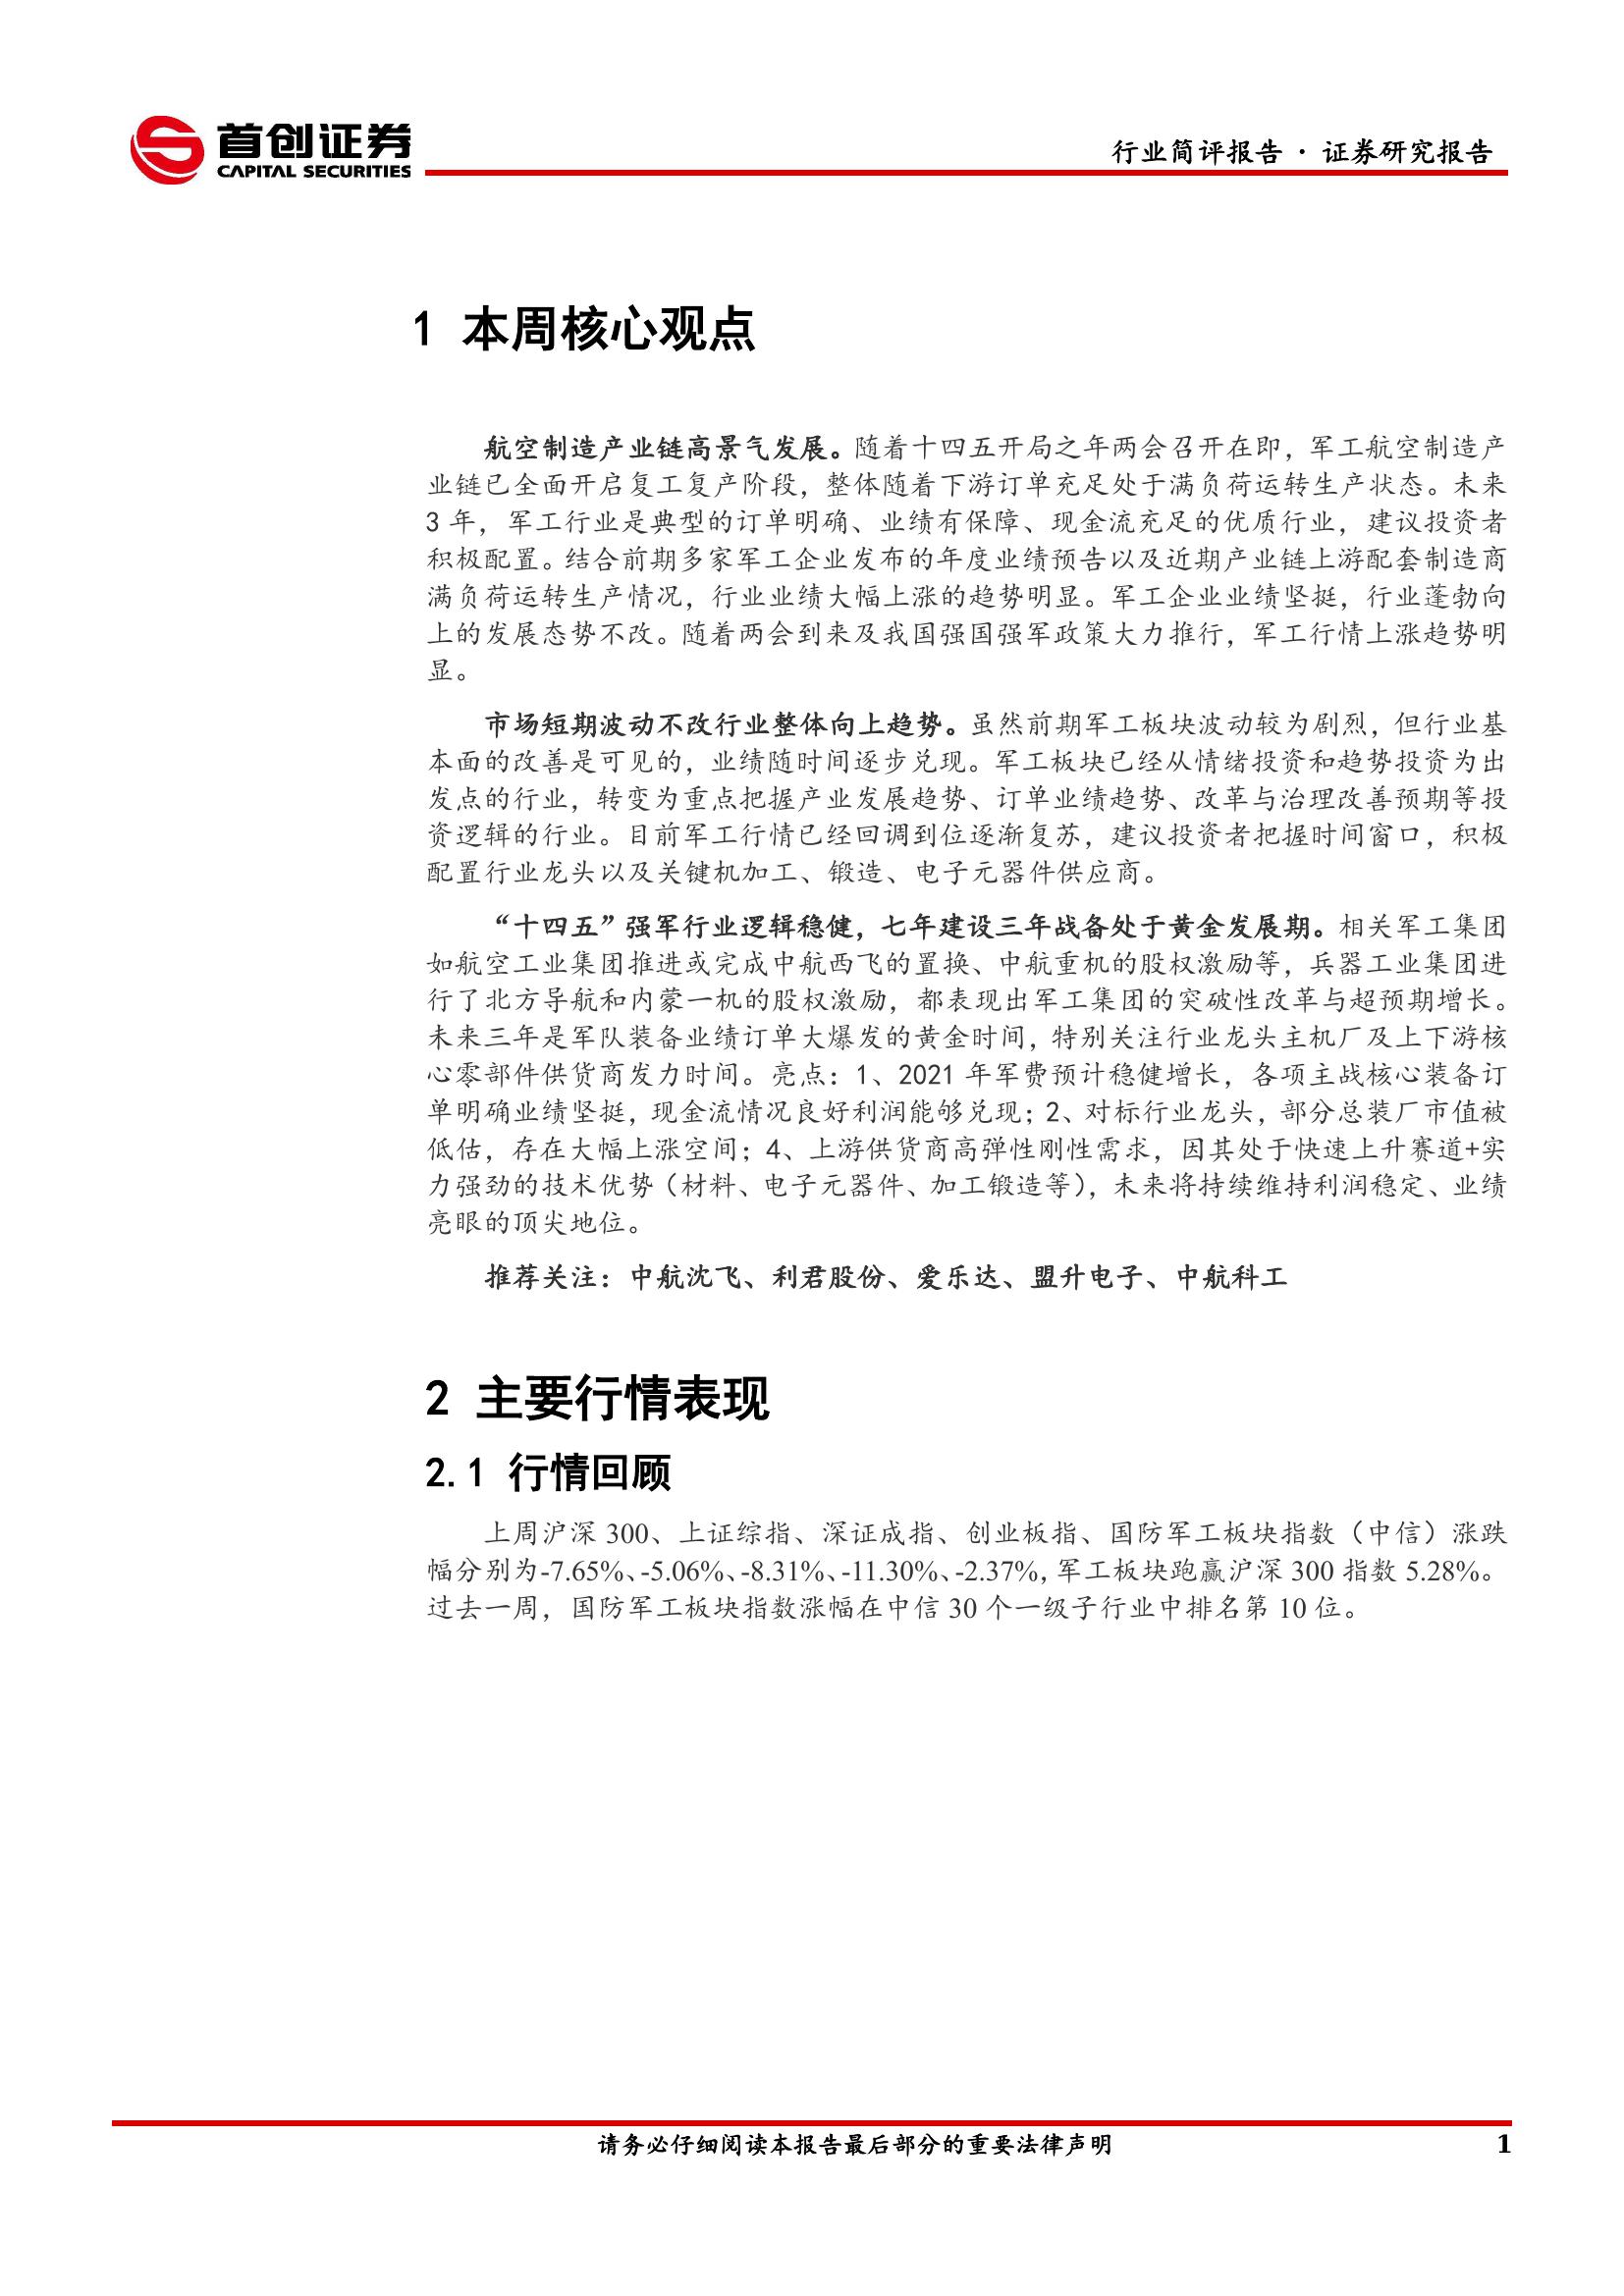 首创证券
CAPITAL SECURITIES
行业简评报告 · 证券研究报告
1 本周核心观点
航空制造产业链高景气发展。随着十四五开局之年两会召开在即，军工航空制造产
业链已全面开启复工复产阶段，整体随着下游订单充足处于满负荷运转生产状态。未来
3 年，军工行业是典型的订单明确、业绩有保障、现金流充足的优质行业，建议投资者
积极配置。结合前期多家军工企业发布的年度业绩预告以及近期产业链上游配套制造商
满负荷运转生产情况，行业业绩大幅上涨的趋势明显。军工企业业绩坚挺，行业蓬勃向
上的发展态势不改。随着两会到来及我国强国强军政策大力推行，军工行情上涨趋势明
显。
市场短期波动不改行业整体向上趋势。虽然前期军工板块波动较为剧烈，但行业基
本面的改善是可见的，业绩随时间逐步兑现。军工板块已经从情绪投资和趋势投资为出
发点的行业，转变为重点把握产业发展趋势、订单业绩趋势、改革与治理改善预期等投
资逻辑的行业。目前军工行情已经回调到位逐渐复苏，建议投资者把握时间窗口，积极
配置行业龙头以及关键机加工、锻造、电子元器件供应商。
“十四五”强军行业逻辑稳健，七年建设三年战备处于黄金发展期。相关军工集团
如航空工业集团推进或完成中航西飞的置换、中航重机的股权激励等，兵器工业集团进
行了北方导航和内蒙一机的股权激励，都表现出军工集团的突破性改革与超预期增长。
未来三年是军队装备业绩订单大爆发的黄金时间，特别关注行业龙头主机厂及上下游核
心零部件供货商发力时间。亮点：1、2021 年军费预计稳健增长，各项主战核心装备订
单明确业绩坚挺，现金流情况良好利润能够兑现；2、对标行业龙头，部分总装厂市值被
低估，存在大幅上涨空间；4、上游供货商高弹性刚性需求，因其处于快速上升赛道+实
力强劲的技术优势（材料、电子元器件、加工锻造等），未来将持续维持利润稳定、业绩
亮眼的顶尖地位。
推荐关注：中航沈飞、利君股份、爱乐达、盟升电子、中航科工
2 主要行情表现
2.1 行情回顾
上周沪深 300、上证综指、深证成指、创业板指、国防军工板块指数（中信）涨跌
幅分别为-7.65%、-5.06%、-8.31%、-11.30%、-2.37%，军工板块跑赢沪深 300 指数 5.28%。
过去一周，国防军工板块指数涨幅在中信 30 个一级子行业中排名第 10 位。
请务必仔细阅读本报告最后部分的重要法律声明
1